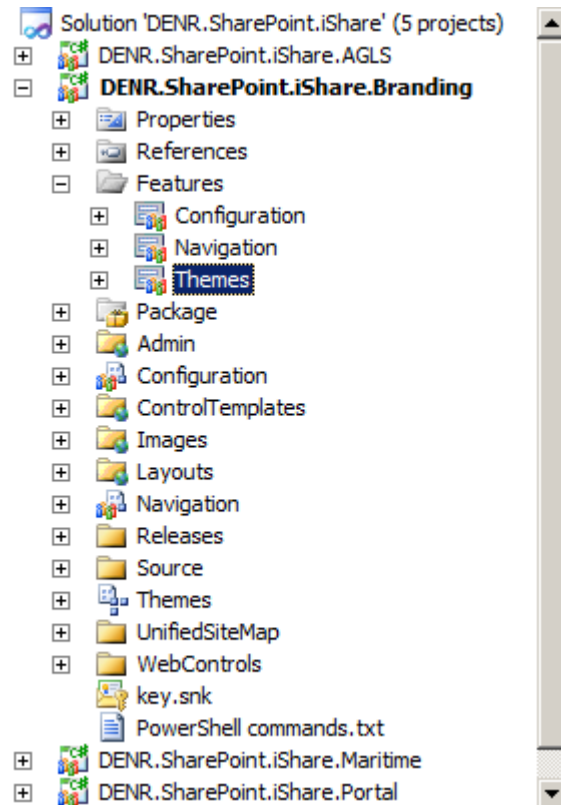 Solution 'DENR.SharePoint.iShare' (5 projects)
DENR.SharePoint.iShare.AGLS
DENR.SharePoint.iShare.Branding
Properties
References
Features
Configuration
Navigation
Themes
Package
Admin
Configuration
ControlTemplates
Images
Layouts
Navigation
Releases
Source
Themes
UnifiedSiteMap
WebControls
key.snk
PowerShell commands.txt
DENR.SharePoint.iShare.Maritime
DENR.SharePoint.iShare.Portal